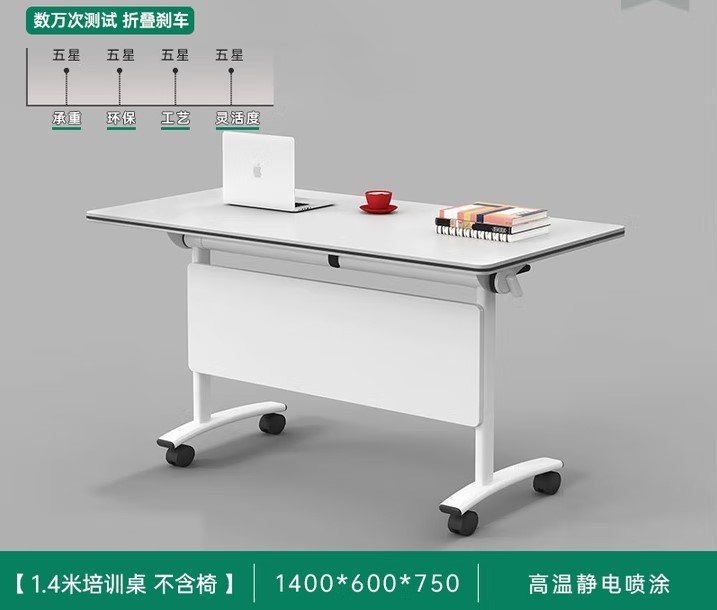 数万次测试 折叠刹车
五星 五星 五星 五星
承重 环保 工艺 灵活度
【 1.4米培训桌 不含椅 】 1400*600*750 高温静电喷涂